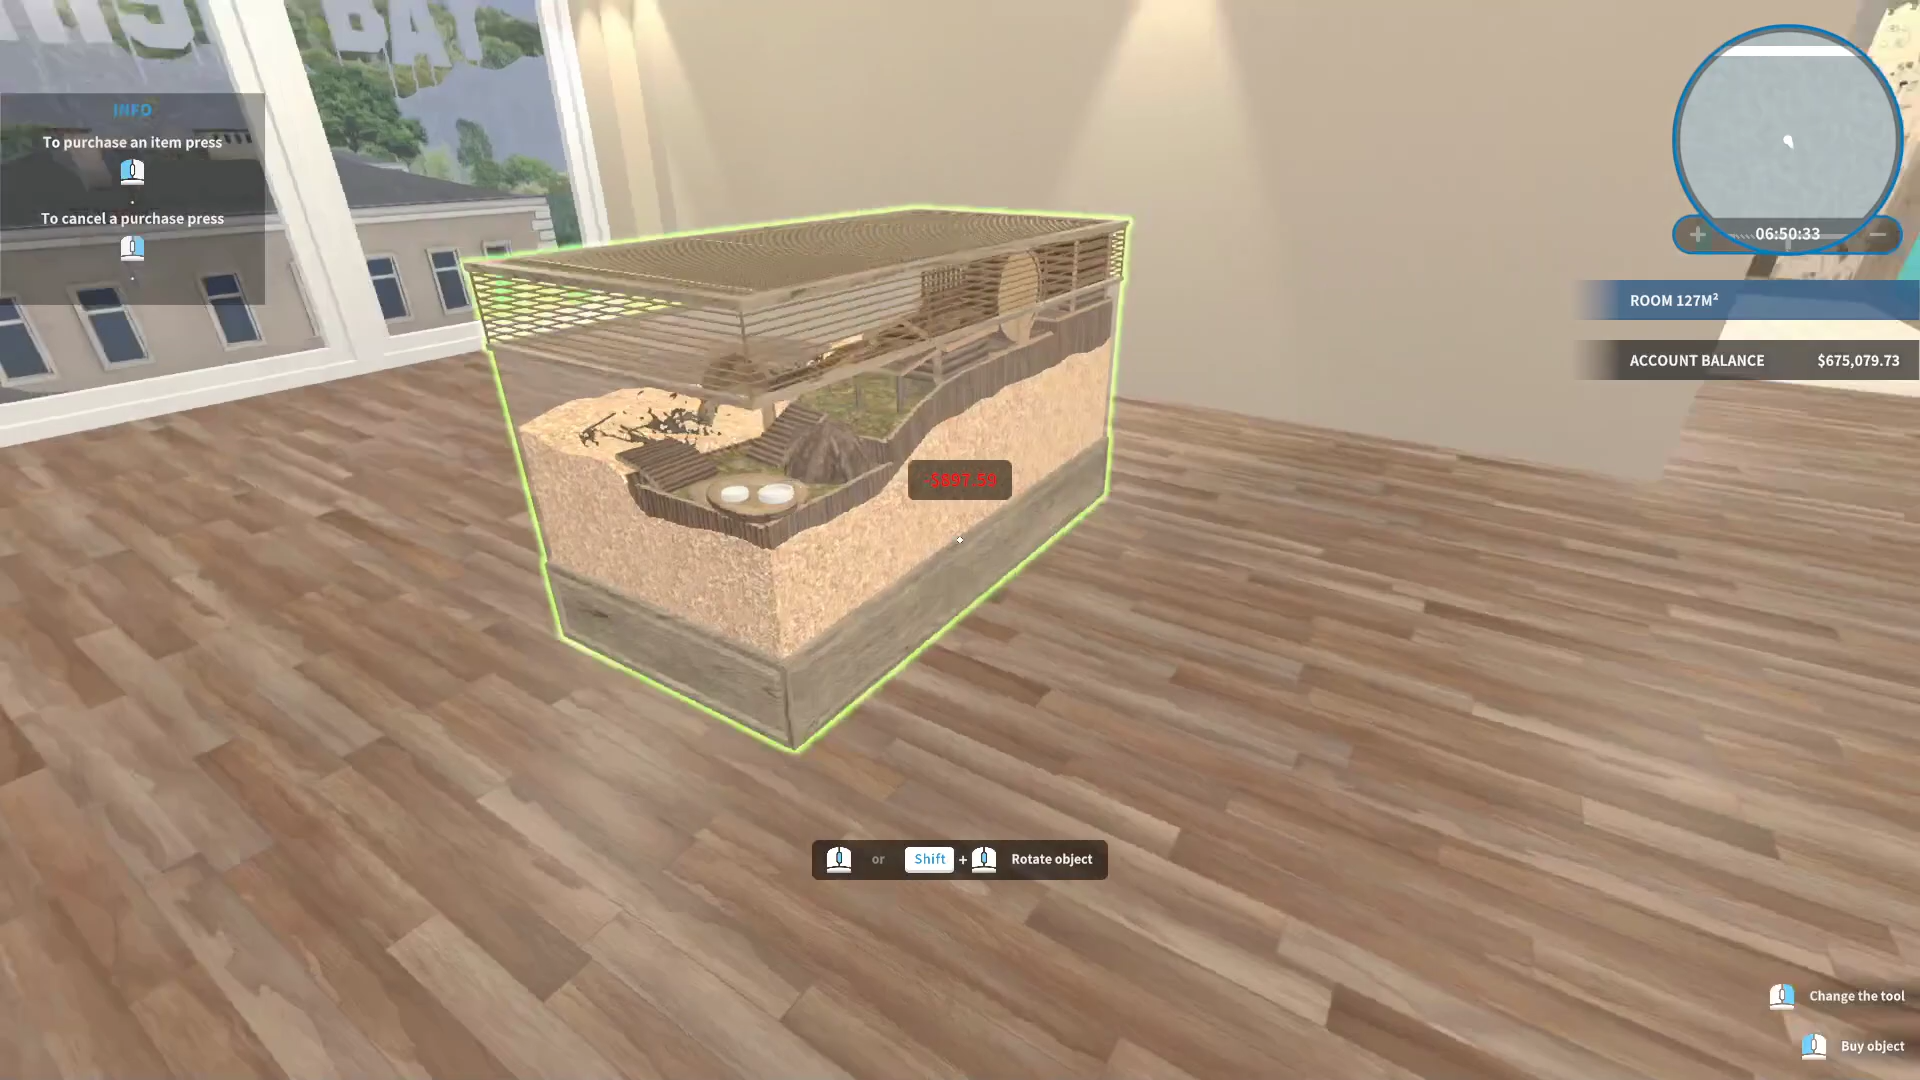 BAY
INFO
To purchase an item press
.
To cancel a purchase press
.
06:50:33
ROOM 127M²
ACCOUNT BALANCE $675,079.73
-$897.59
or Shift + Rotate object
Change the tool
Buy object